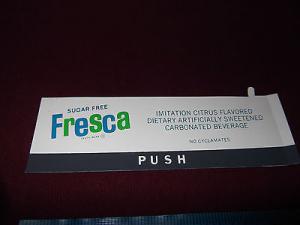 SUGAR FREE
Fresca
IMITATION CITRUS FLAVORED
DIETARY ARTIFICIALLY SWEETENED
CARBONATED BEVERAGE
NO CYCLAMATES
PUSH